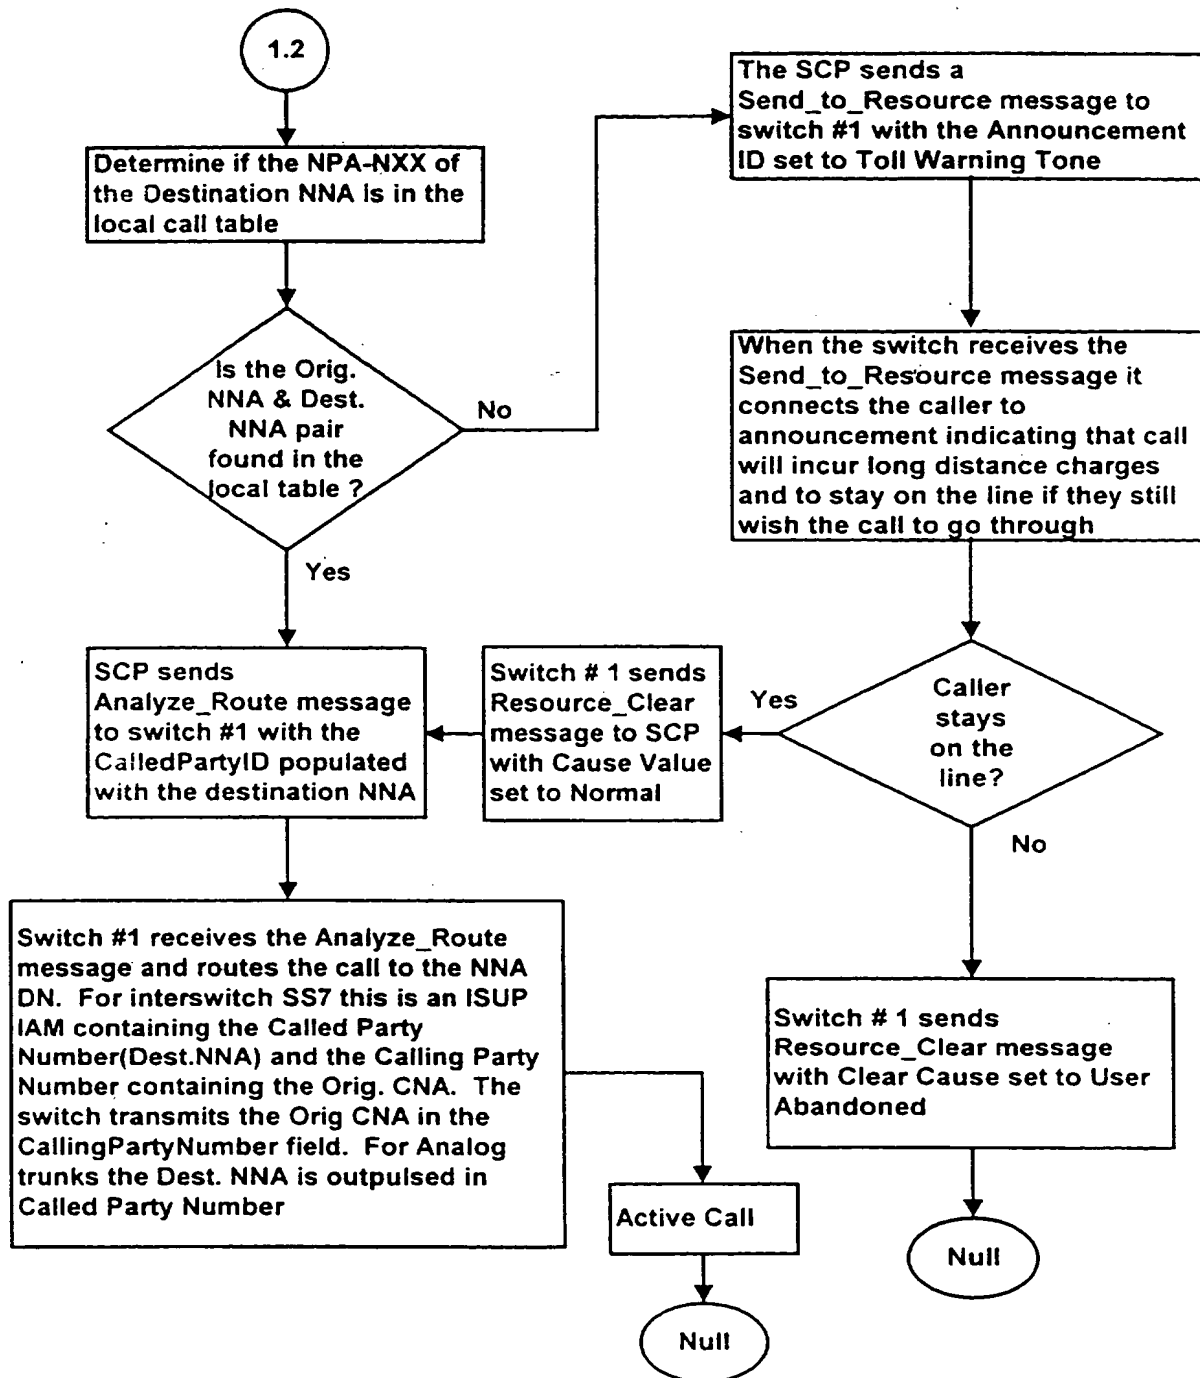 1.2
Determine if the NPA-NXX of
the Destination NNA is in the
local call table
Is the Orig.
NNA & Dest.
NNA pair
found in the
local table ?
No
Yes
The SCP sends a
Send_to_Resource message to
switch #1 with the Announcement
ID set to Toll Warning Tone
When the switch receives the
Send_to_Resource message it
connects the caller to
announcement indicating that call
will incur long distance charges
and to stay on the line if they still
wish the call to go through
Caller
stays
on the
line?
Yes
No
Switch # 1 sends
Resource_Clear
message to SCP
with Cause Value
set to Normal
SCP sends
Analyze_Route message
to switch #1 with the
CalledPartyID populated
with the destination NNA
Switch #1 receives the Analyze_Route
message and routes the call to the NNA
DN. For interswitch SS7 this is an ISUP
IAM containing the Called Party
Number(Dest.NNA) and the Calling Party
Number containing the Orig. CNA. The
switch transmits the Orig CNA in the
CallingPartyNumber field. For Analog
trunks the Dest. NNA is outpulsed in
Called Party Number
Active Call
Null
Switch # 1 sends
Resource_Clear message
with Clear Cause set to User
Abandoned
Null